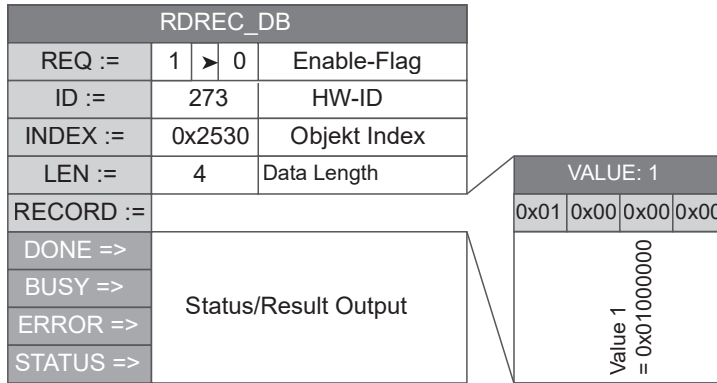 RDREC_DB
REQ := 1 ➤ 0 Enable-Flag
ID := 273 HW-ID
INDEX := 0x2530 Objekt Index
LEN := 4 Data Length
RECORD :=
DONE =>
BUSY =>
ERROR =>
STATUS =>
Status/Result Output
VALUE: 1
0x01 0x00 0x00 0x00
Value 1
= 0x01000000